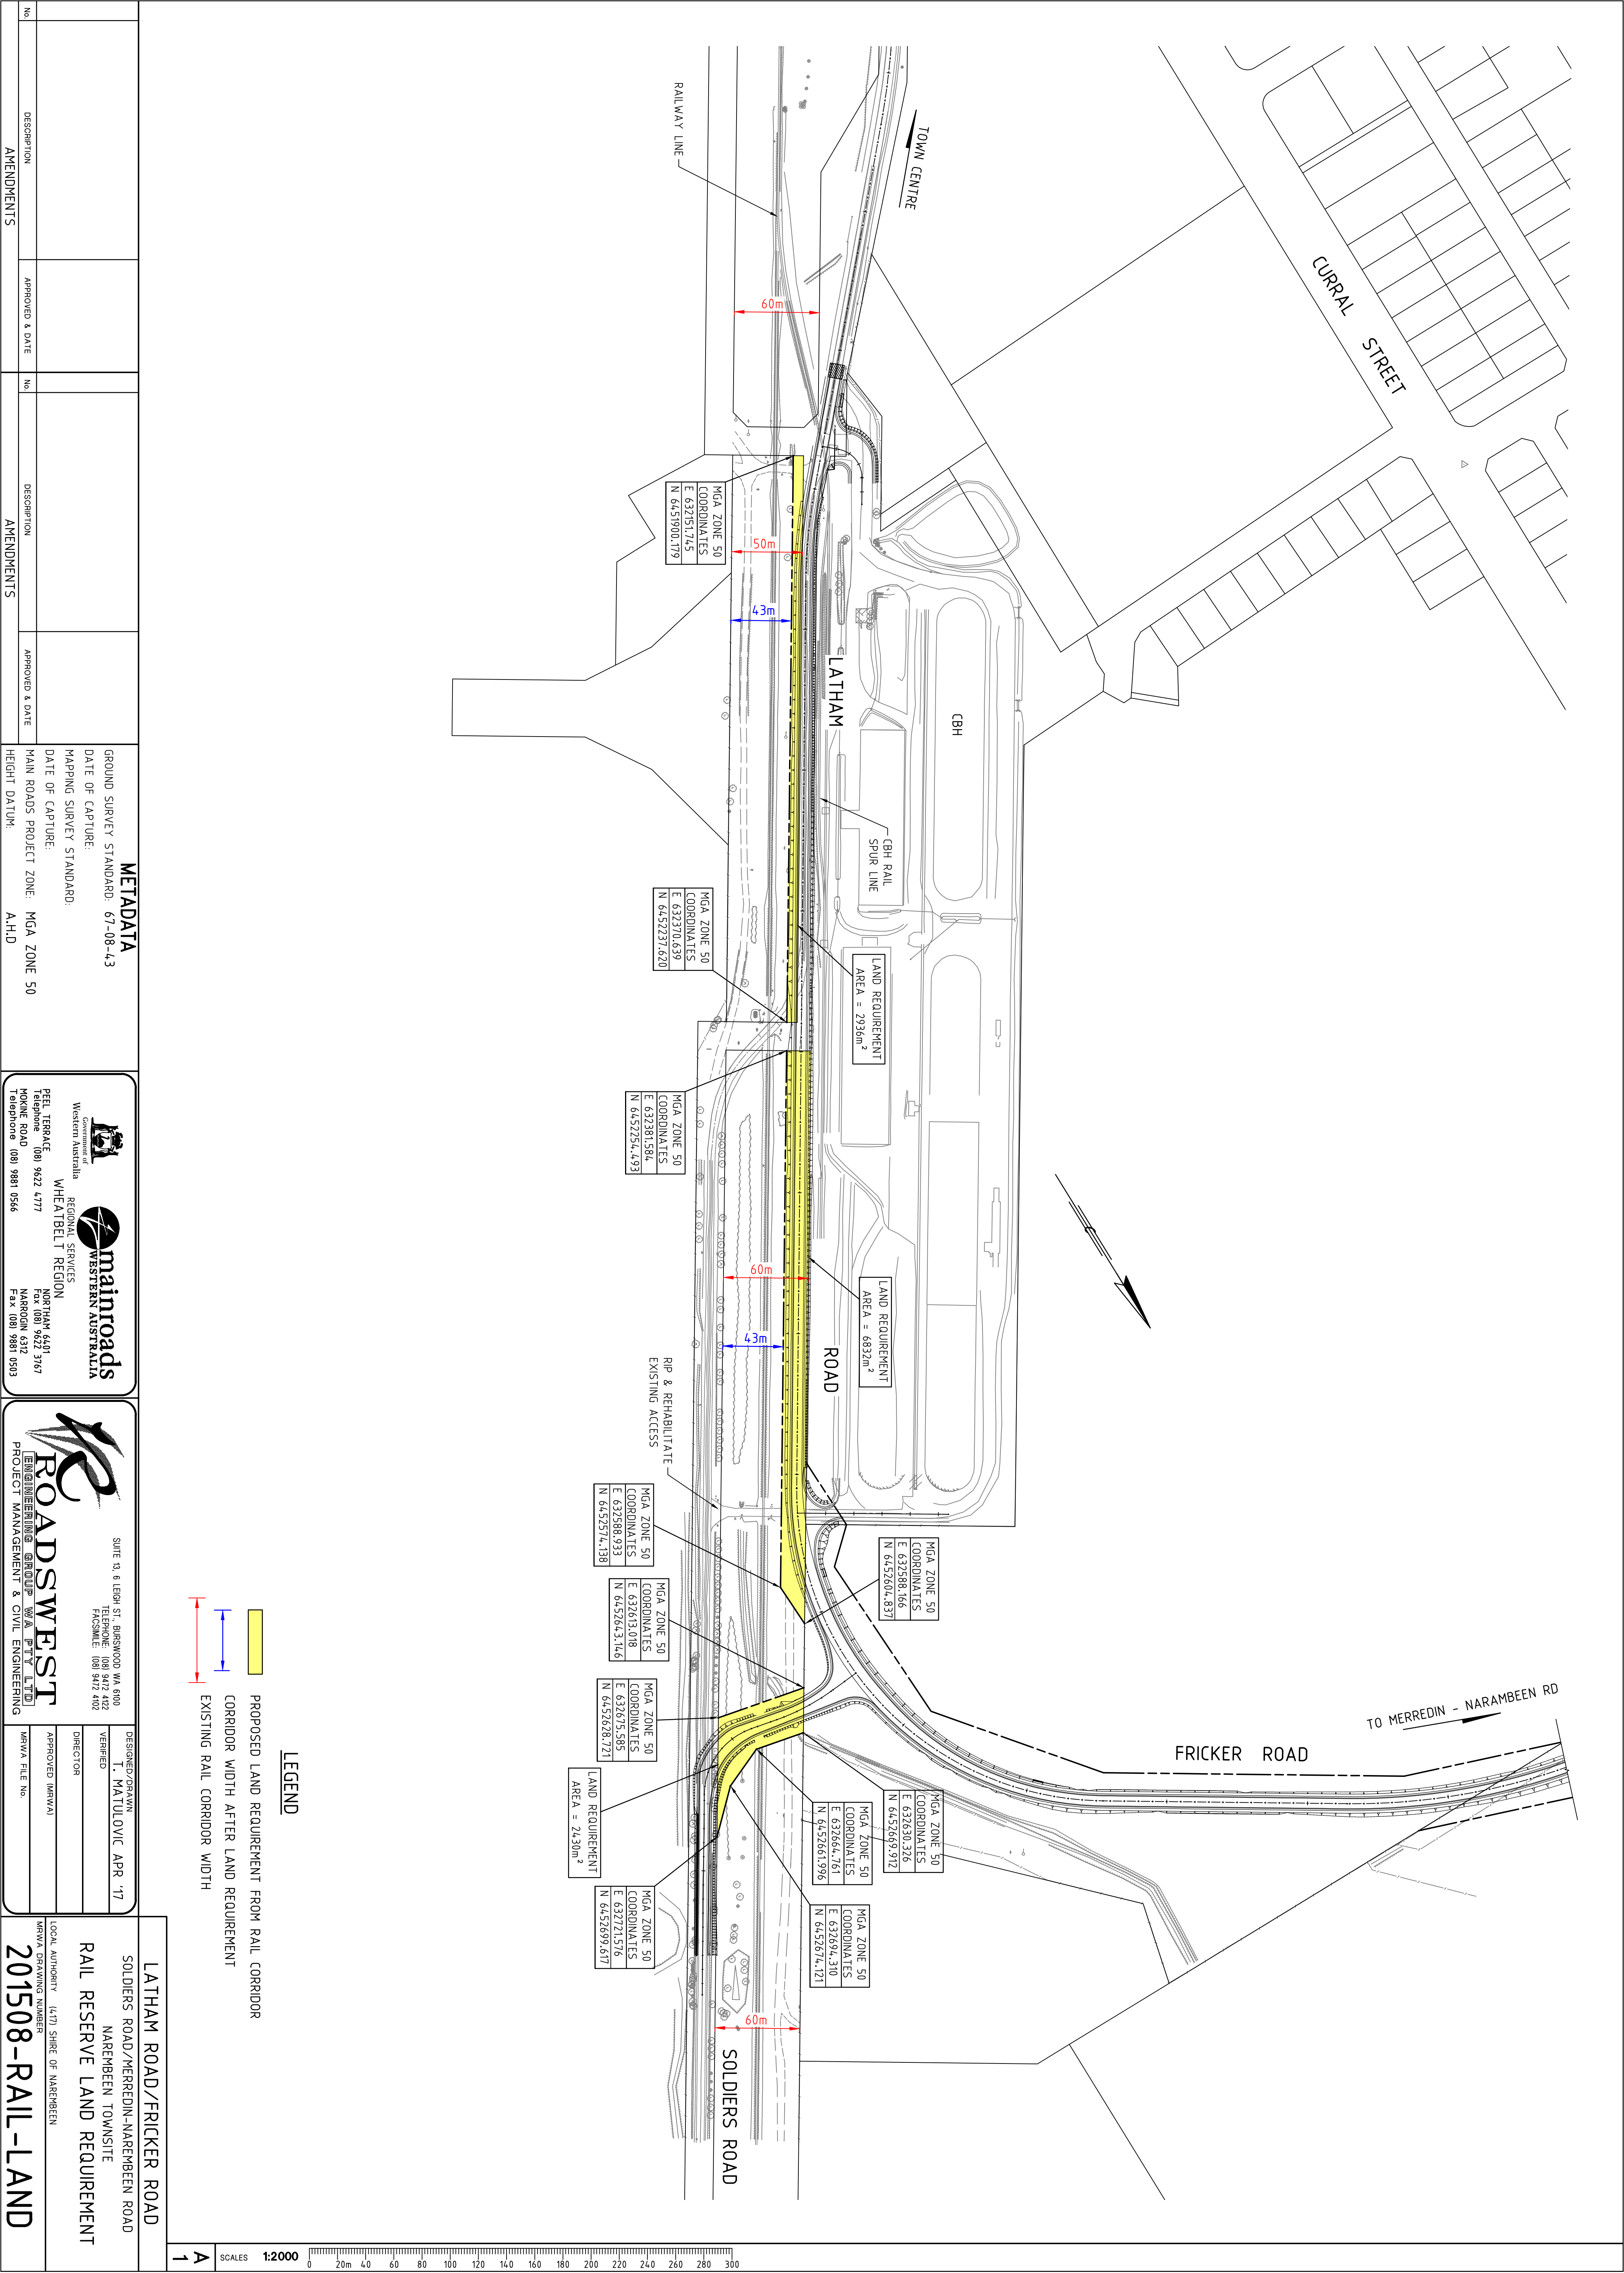 CURRAL STREET
TOWN CENTRE
RAILWAY LINE
60m
MGA ZONE 50
COORDINATES
E 632151.745
N 6451900.179
50m
43m
LATHAM
CBH
CBH RAIL
SPUR LINE
MGA ZONE 50
COORDINATES
E 632370.639
N 6452237.620
LAND REQUIREMENT
AREA = 2936m²
MGA ZONE 50
COORDINATES
E 632381.584
N 6452254.493
60m
43m
LAND REQUIREMENT
AREA = 6832m²
ROAD
RIP & REHABILITATE
EXISTING ACCESS
MGA ZONE 50
COORDINATES
E 632588.933
N 6452574.138
MGA ZONE 50
COORDINATES
E 632588.166
N 6452604.837
MGA ZONE 50
COORDINATES
E 632613.018
N 6452643.146
MGA ZONE 50
COORDINATES
E 632675.585
N 6452628.721
TO MERREDIN - NARAMBEEN RD
FRICKER ROAD
MGA ZONE 50
COORDINATES
E 632630.326
N 6452669.912
MGA ZONE 50
COORDINATES
E 632664.761
N 6452661.996
MGA ZONE 50
COORDINATES
E 632694.310
N 6452674.121
LAND REQUIREMENT
AREA = 2430m²
MGA ZONE 50
COORDINATES
E 632721.576
N 6452699.617
60m
SOLDIERS ROAD
LEGEND
PROPOSED LAND REQUIREMENT FROM RAIL CORRIDOR
CORRIDOR WIDTH AFTER LAND REQUIREMENT
EXISTING RAIL CORRIDOR WIDTH
No. DESCRIPTION APPROVED & DATE
AMENDMENTS
No. DESCRIPTION APPROVED & DATE
AMENDMENTS
METADATA
GROUND SURVEY STANDARD: 67-08-43
DATE OF CAPTURE:
MAPPING SURVEY STANDARD:
DATE OF CAPTURE:
MAIN ROADS PROJECT ZONE: MGA ZONE 50
HEIGHT DATUM: A.H.D
Government of
Western Australia
mainroads
WESTERN AUSTRALIA
REGIONAL SERVICES
WHEATBELT REGION
PEEL TERRACE NORTHAM 6401
Telephone (08) 9622 4777 Fax (08) 9622 3767
MOKINE ROAD NARROGIN 6312
Telephone (08) 9881 0566 Fax (08) 9881 0503
SUITE 13, 6 LEIGH ST., BURSWOOD WA 6100
TELEPHONE: (08) 9472 4122
FACSIMILE: (08) 9472 4102
ROADSWEST
ENGINEERING GROUP WA PTY LTD
PROJECT MANAGEMENT & CIVIL ENGINEERING
DESIGNED/DRAWN
T. MATULOVIC APR '17
VERIFIED
DIRECTOR
APPROVED (MRWA)
MRWA FILE No.
LATHAM ROAD/FRICKER ROAD
SOLDIERS ROAD/MERREDIN-NAREMBEEN ROAD
NAREMBEEN TOWNSITE
RAIL RESERVE LAND REQUIREMENT
LOCAL AUTHORITY (417) SHIRE OF NAREMBEEN
MRWA DRAWING NUMBER
201508-RAIL-LAND
A
1
SCALES 1:2000
0 20m 40 60 80 100 120 140 160 180 200 220 240 260 280 300